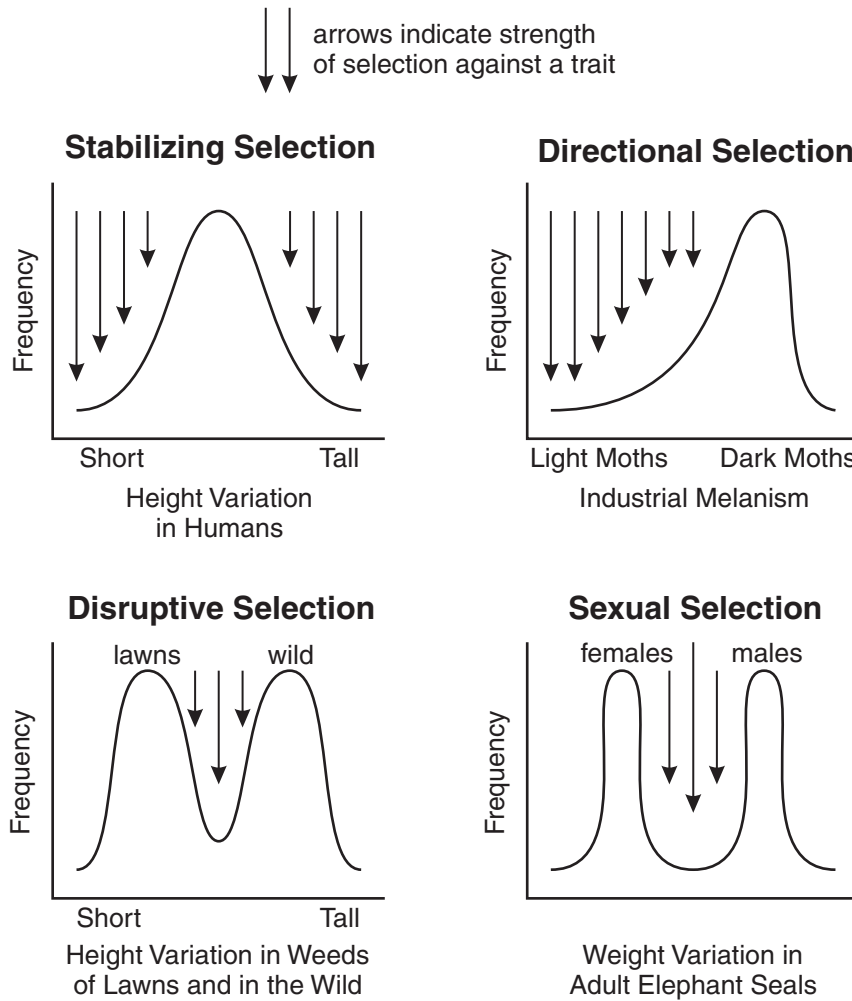 arrows indicate strength
of selection against a trait
Stabilizing Selection
Frequency
Short Tall
Height Variation
in Humans
Directional Selection
Frequency
Light Moths Dark Moths
Industrial Melanism
Disruptive Selection
lawns wild
Frequency
Short Tall
Height Variation in Weeds
of Lawns and in the Wild
Sexual Selection
females males
Frequency
Weight Variation in
Adult Elephant Seals